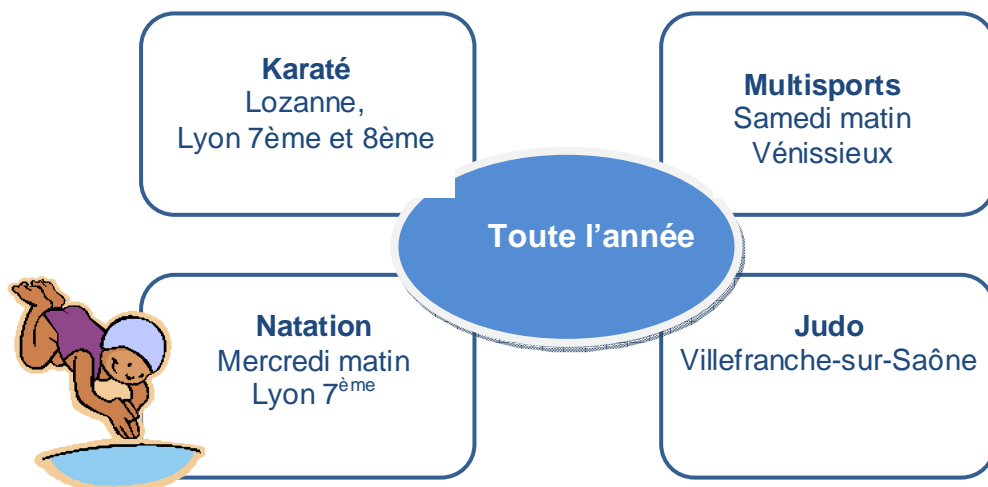 Karaté
Lozanne,
Lyon 7ème et 8ème
Multisports
Samedi matin
Vénissieux
Toute l’année
Natation
Mercredi matin
Lyon 7ème
Judo
Villefranche-sur-Saône